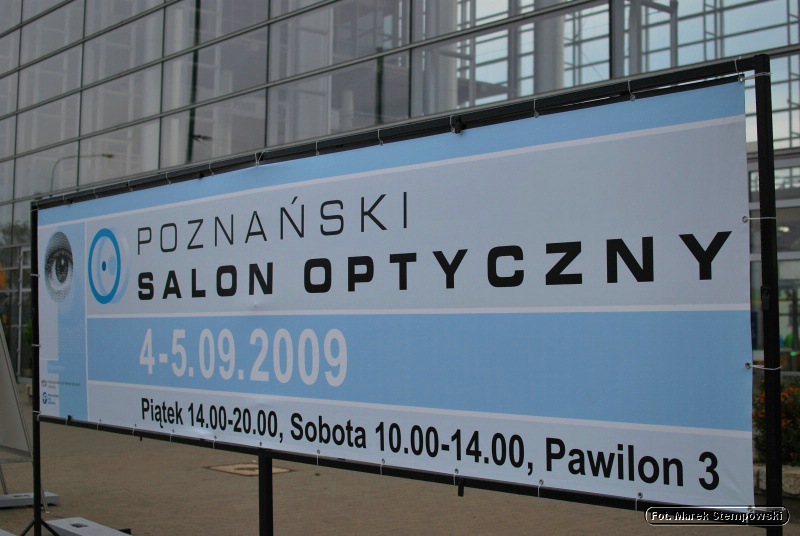 POZNAŃSKI
SALON OPTYCZNY
4-5.09.2009
Piątek 14.00-20.00, Sobota 10.00-14.00, Pawilon 3
Fot. Marek Stempowski